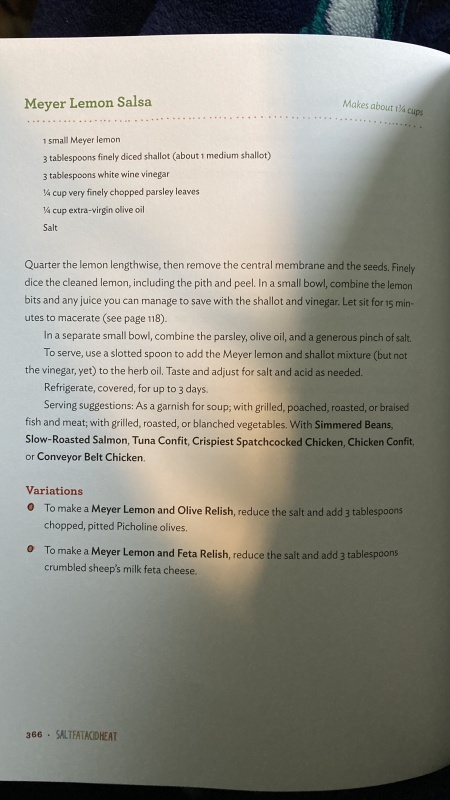 Meyer Lemon Salsa
Makes about 1¼ cups
1 small Meyer lemon
3 tablespoons finely diced shallot (about 1 medium shallot)
3 tablespoons white wine vinegar
¼ cup very finely chopped parsley leaves
¼ cup extra-virgin olive oil
Salt
Quarter the lemon lengthwise, then remove the central membrane and the seeds. Finely
dice the cleaned lemon, including the pith and peel. In a small bowl, combine the lemon
bits and any juice you can manage to save with the shallot and vinegar. Let sit for 15 min-
utes to macerate (see page 118).
In a separate small bowl, combine the parsley, olive oil, and a generous pinch of salt.
To serve, use a slotted spoon to add the Meyer lemon and shallot mixture (but not
the vinegar, yet) to the herb oil. Taste and adjust for salt and acid as needed.
Refrigerate, covered, for up to 3 days.
Serving suggestions: As a garnish for soup; with grilled, poached, roasted, or braised
fish and meat; with grilled, roasted, or blanched vegetables. With Simmered Beans,
Slow-Roasted Salmon, Tuna Confit, Crispiest Spatchcocked Chicken, Chicken Confit,
or Conveyor Belt Chicken.
Variations
To make a Meyer Lemon and Olive Relish, reduce the salt and add 3 tablespoons
chopped, pitted Picholine olives.
To make a Meyer Lemon and Feta Relish, reduce the salt and add 3 tablespoons
crumbled sheep's milk feta cheese.
366 · SALTFATACIDHEAT